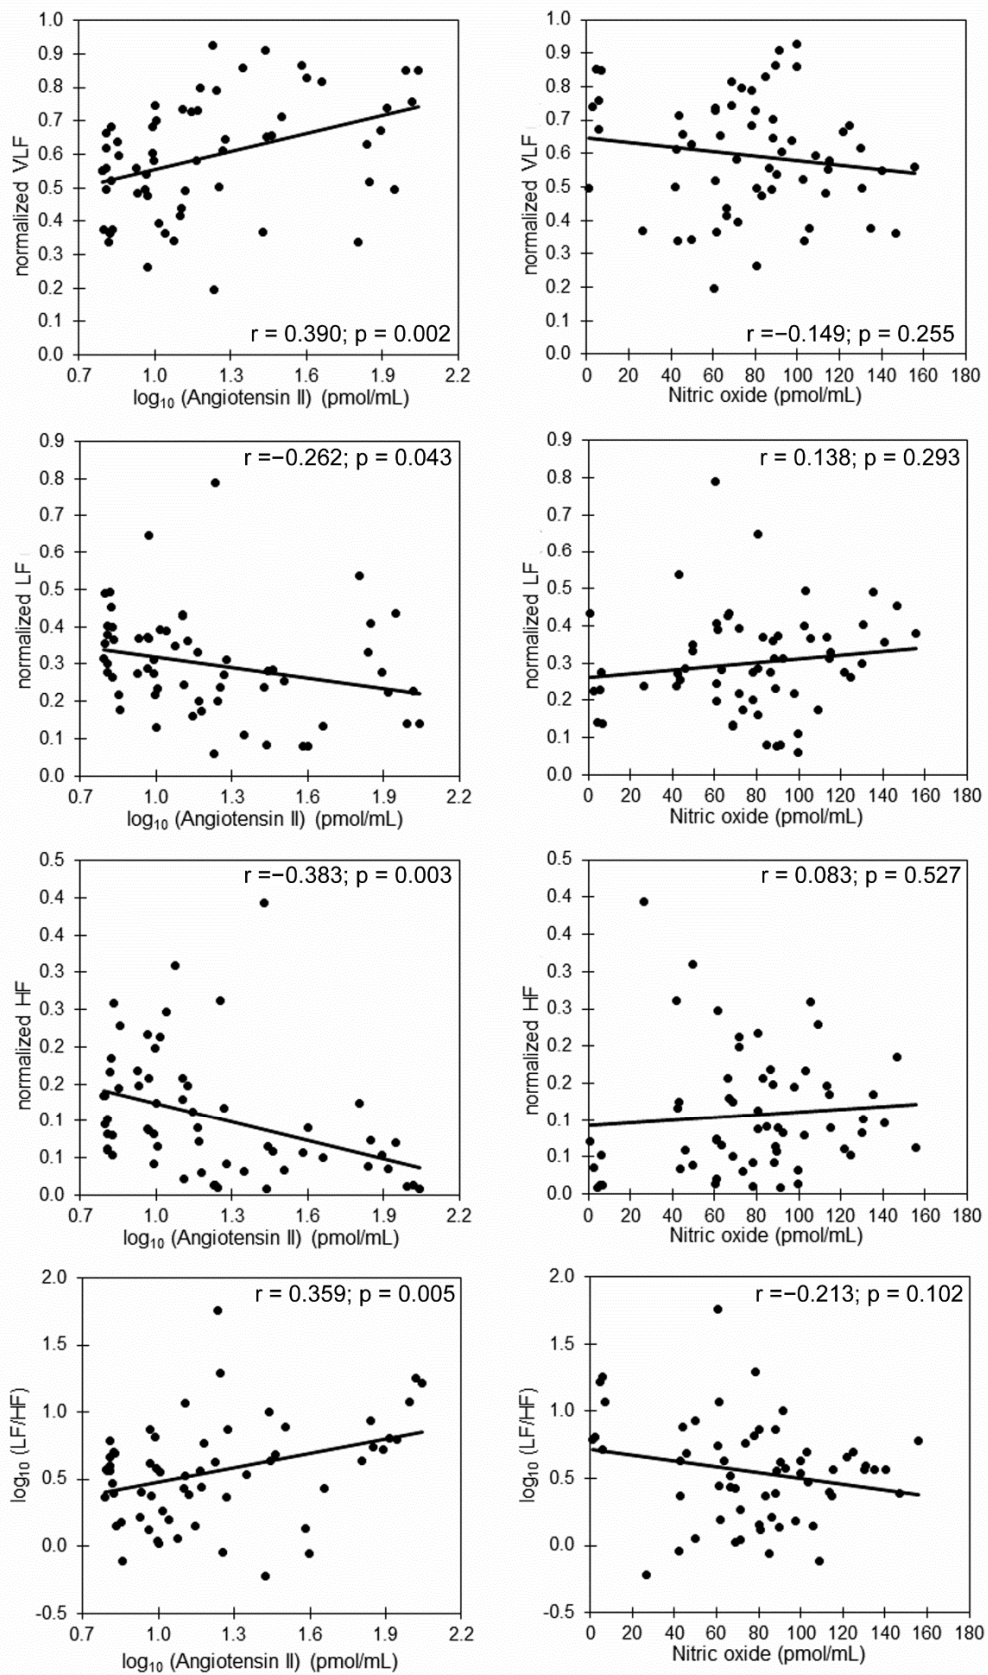 1.0
0.9
0.8
0.7
0.6
0.5
0.4
0.3
0.2
0.1
0.0
normalized VLF
r = 0.390; p = 0.002
0.7 1.0 1.3 1.6 1.9 2.2
log10 (Angiotensin II) (pmol/mL)
1.0
0.9
0.8
0.7
0.6
0.5
0.4
0.3
0.2
0.1
0.0
normalized VLF
r =−0.149; p = 0.255
0 20 40 60 80 100 120 140 160 180
Nitric oxide (pmol/mL)
0.9
0.8
0.7
0.6
0.5
0.4
0.3
0.2
0.1
0.0
normalized LF
r =−0.262; p = 0.043
0.7 1.0 1.3 1.6 1.9 2.2
log10 (Angiotensin II) (pmol/mL)
0.9
0.8
0.7
0.6
0.5
0.4
0.3
0.2
0.1
0.0
normalized LF
r = 0.138; p = 0.293
0 20 40 60 80 100 120 140 160 180
Nitric oxide (pmol/mL)
0.5
0.4
0.4
0.3
0.3
0.2
0.2
0.1
0.1
0.0
normalized HF
r =−0.383; p = 0.003
0.7 1.0 1.3 1.6 1.9 2.2
log10 (Angiotensin II) (pmol/mL)
0.5
0.4
0.4
0.3
0.3
0.2
0.2
0.1
0.1
0.0
normalized HF
r = 0.083; p = 0.527
0 20 40 60 80 100 120 140 160 180
Nitric oxide (pmol/mL)
2.0
1.5
1.0
0.5
0.0
-0.5
log10 (LF/HF)
r = 0.359; p = 0.005
0.7 1.0 1.3 1.6 1.9 2.2
log10 (Angiotensin II) (pmol/mL)
2.0
1.5
1.0
0.5
0.0
-0.5
log10 (LF/HF)
r =−0.213; p = 0.102
0 20 40 60 80 100 120 140 160 180
Nitric oxide (pmol/mL)